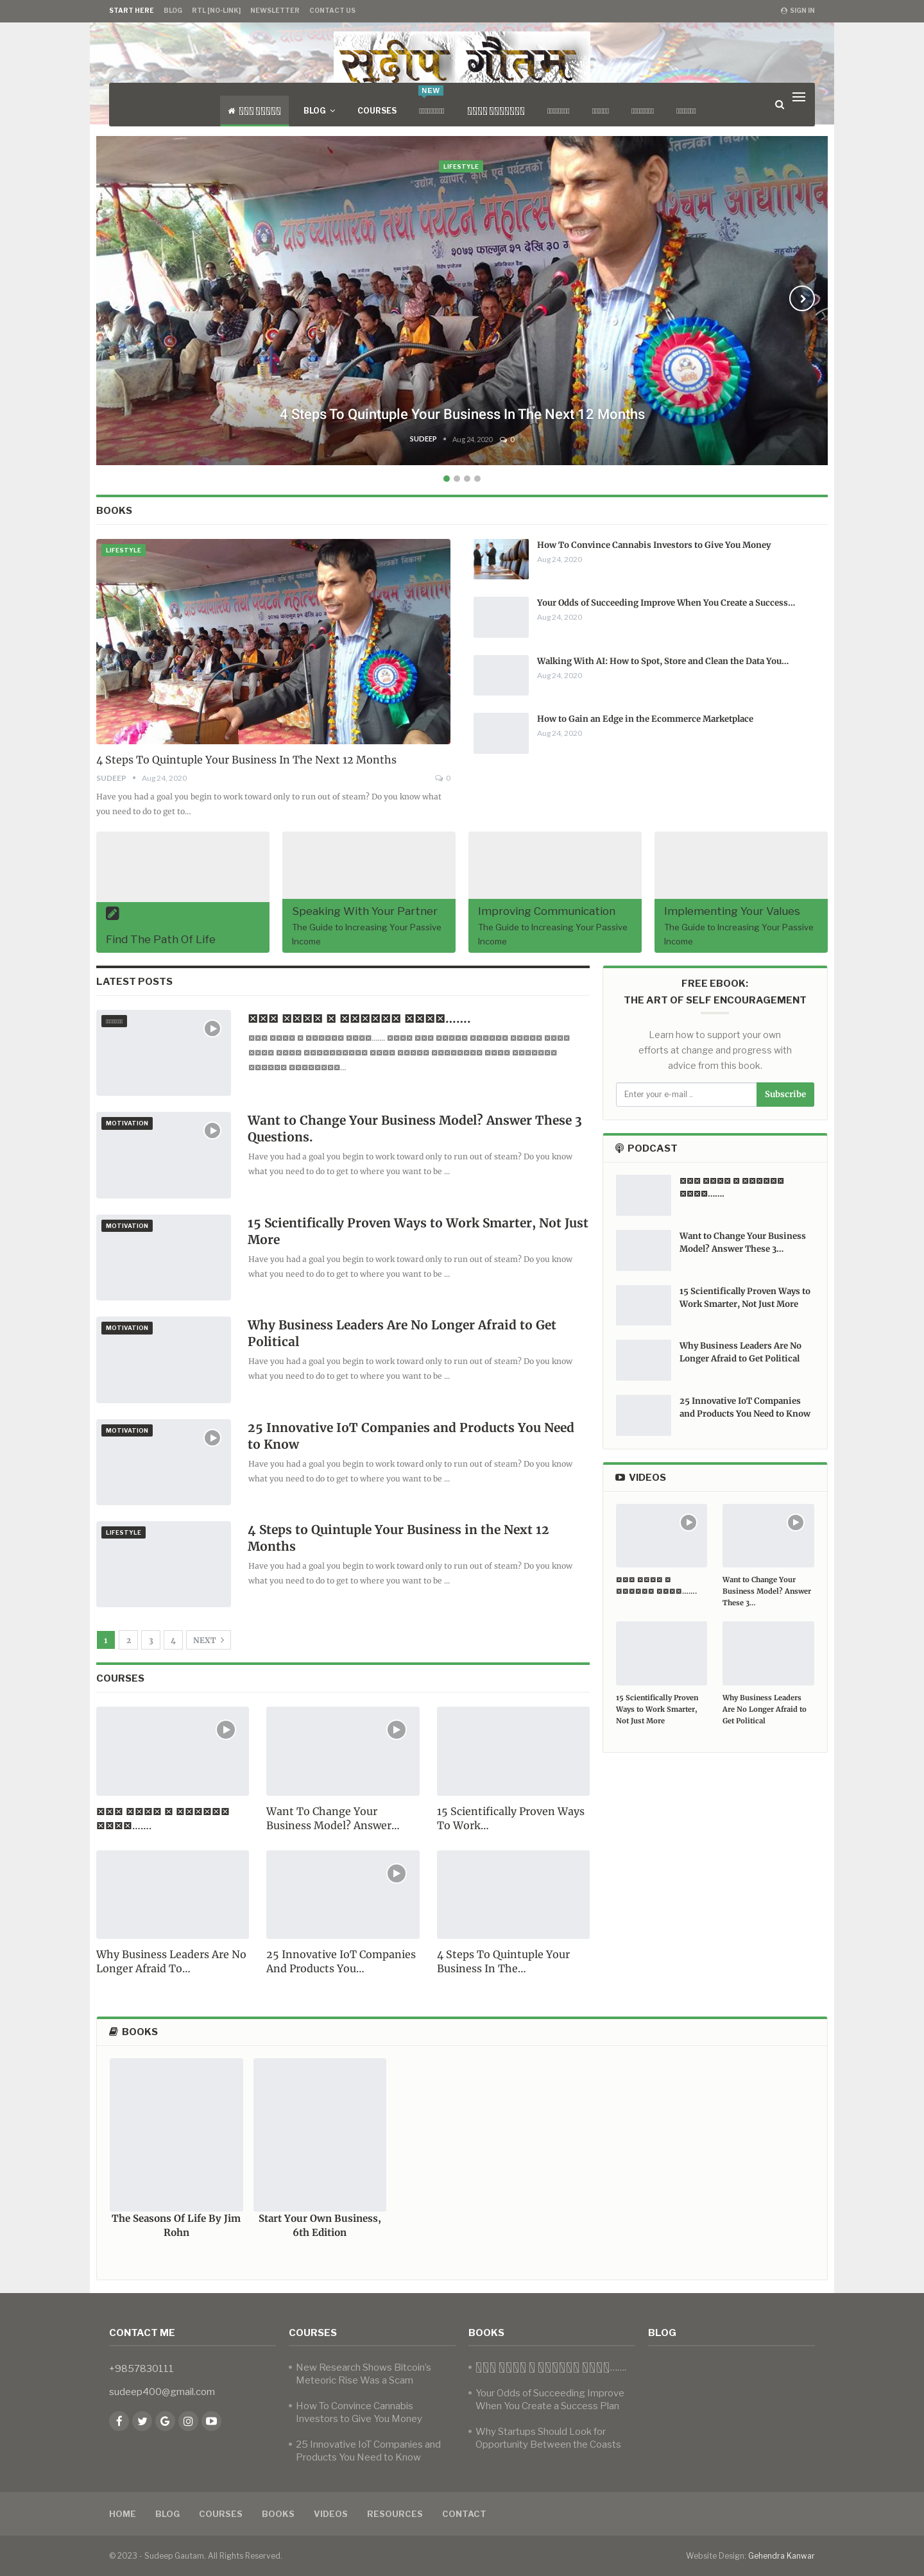 START HERE BLOG RTL [NO-LINK] NEWSLETTER CONTACT US SIGN IN
सुदीप गौतम
NEW
BLOG COURSES
LIFESTYLE
"उद्योग, व्यापार, कृषि एवं पर्यटनको
तथा पर्यटन महोत्सव
4 Steps To Quintuple Your Business In The Next 12 Months
SUDEEP • Aug 24, 2020 0
BOOKS
LIFESTYLE
4 Steps To Quintuple Your Business In The Next 12 Months
SUDEEP • Aug 24, 2020 0
Have you had a goal you begin to work toward only to run out of steam? Do you know what
you need to do to get to...
How To Convince Cannabis Investors to Give You Money
Aug 24, 2020
Your Odds of Succeeding Improve When You Create a Success...
Aug 24, 2020
Walking With AI: How to Spot, Store and Clean the Data You...
Aug 24, 2020
How to Gain an Edge in the Ecommerce Marketplace
Aug 24, 2020
Find The Path Of Life
Speaking With Your Partner
The Guide to Increasing Your Passive
Income
Improving Communication
The Guide to Increasing Your Passive
Income
Implementing Your Values
The Guide to Increasing Your Passive
Income
LATEST POSTS
MOTIVATION
Want to Change Your Business Model? Answer These 3
Questions.
Have you had a goal you begin to work toward only to run out of steam? Do you know
what you need to do to get to where you want to be ...
MOTIVATION
15 Scientifically Proven Ways to Work Smarter, Not Just
More
Have you had a goal you begin to work toward only to run out of steam? Do you know
what you need to do to get to where you want to be ...
MOTIVATION
Why Business Leaders Are No Longer Afraid to Get
Political
Have you had a goal you begin to work toward only to run out of steam? Do you know
what you need to do to get to where you want to be ...
MOTIVATION
25 Innovative IoT Companies and Products You Need
to Know
Have you had a goal you begin to work toward only to run out of steam? Do you know
what you need to do to get to where you want to be ...
LIFESTYLE
4 Steps to Quintuple Your Business in the Next 12
Months
Have you had a goal you begin to work toward only to run out of steam? Do you know
what you need to do to get to where you want to be ...
1 2 3 4 NEXT
FREE EBOOK:
THE ART OF SELF ENCOURAGEMENT
Learn how to support your own
efforts at change and progress with
advice from this book.
Enter your e-mail .. Subscribe
PODCAST
Want to Change Your Business
Model? Answer These 3...
15 Scientifically Proven Ways to
Work Smarter, Not Just More
Why Business Leaders Are No
Longer Afraid to Get Political
25 Innovative IoT Companies
and Products You Need to Know
VIDEOS
Want to Change Your
Business Model? Answer
These 3...
15 Scientifically Proven
Ways to Work Smarter,
Not Just More
Why Business Leaders
Are No Longer Afraid to
Get Political
COURSES
Want To Change Your
Business Model? Answer...
15 Scientifically Proven Ways
To Work...
Why Business Leaders Are No
Longer Afraid To...
25 Innovative IoT Companies
And Products You...
4 Steps To Quintuple Your
Business In The...
BOOKS
The Seasons Of Life By Jim
Rohn
Start Your Own Business,
6th Edition
CONTACT ME
+9857830111
sudeep400@gmail.com
COURSES
New Research Shows Bitcoin's
Meteoric Rise Was a Scam
How To Convince Cannabis
Investors to Give You Money
25 Innovative IoT Companies and
Products You Need to Know
BOOKS
Your Odds of Succeeding Improve
When You Create a Success Plan
Why Startups Should Look for
Opportunity Between the Coasts
BLOG
HOME BLOG COURSES BOOKS VIDEOS RESOURCES CONTACT
© 2023 - Sudeep Gautam. All Rights Reserved.
Website Design: Gehendra Kanwar